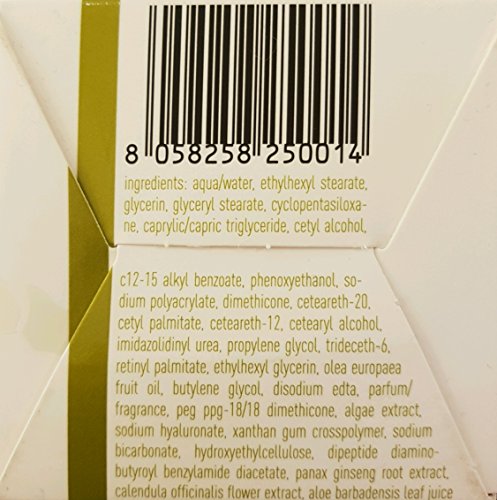 8 058258 250014
ingredients: aqua/water, ethylhexyl stearate,
glycerin, glyceryl stearate, cyclopentasiloxa-
ne, caprylic/capric triglyceride, cetyl alcohol,
c12-15 alkyl benzoate, phenoxyethanol, so-
dium polyacrylate, dimethicone, ceteareth-20,
cetyl palmitate, ceteareth-12, cetearyl alcohol,
imidazolidinyl urea, propylene glycol, trideceth-6,
retinyl palmitate, ethylhexyl glycerin, olea europaea
fruit oil, butylene glycol, disodium edta, parfum/
fragrance, peg ppg-18/18 dimethicone, algae extract,
sodium hyaluronate, xanthan gum crosspolymer, sodium
bicarbonate, hydroxyethylcellulose, dipeptide diamino-
butyroyl benzylamide diacetate, panax ginseng root extract,
calendula officinalis flower extract, aloe barbadensis leaf juice